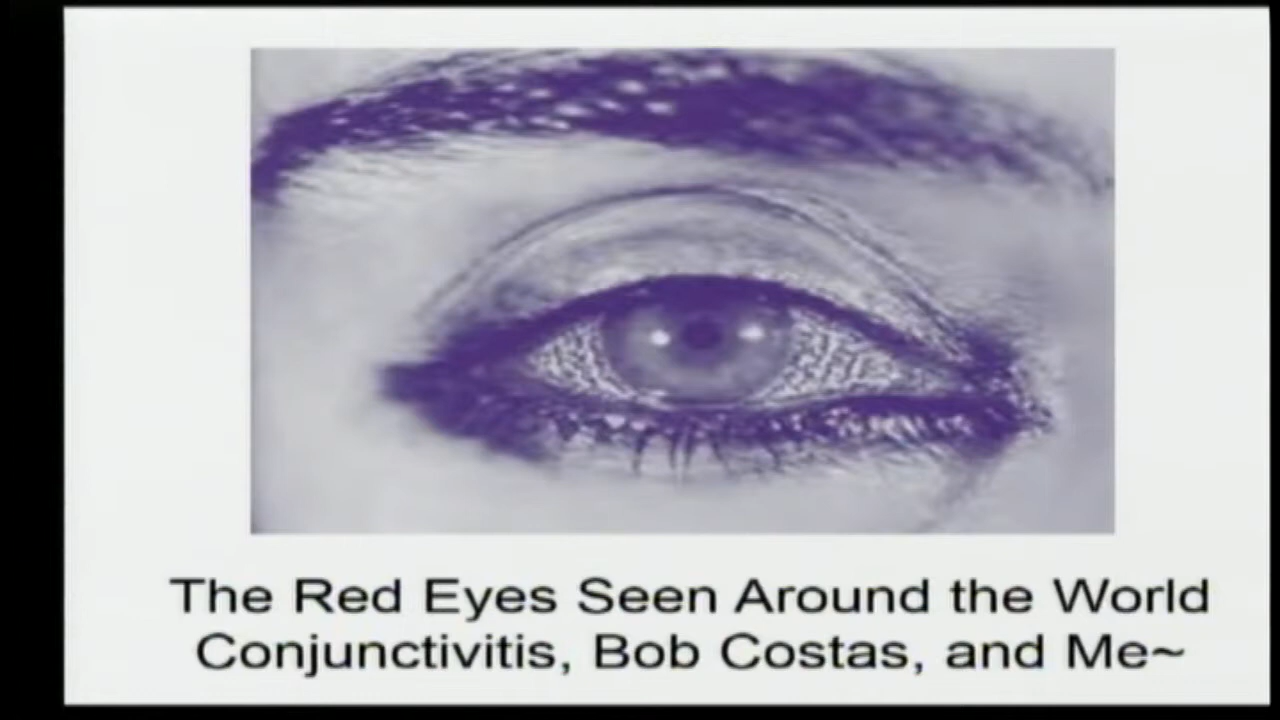 The Red Eyes Seen Around the World
Conjunctivitis, Bob Costas, and Me~